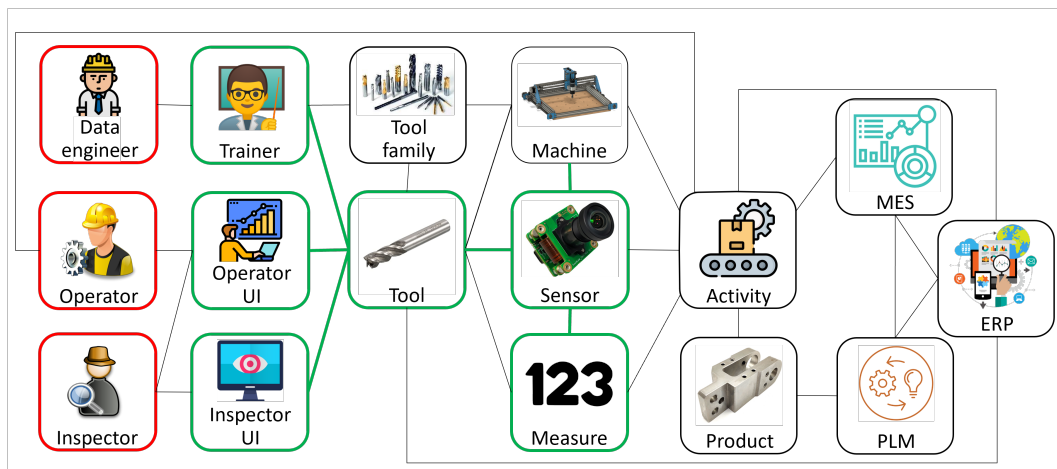 Data
engineer
Trainer
Tool
family
Machine
MES
Operator
Operator
UI
Tool
Sensor
Activity
ERP
Inspector
Inspector
UI
123
Measure
Product
PLM